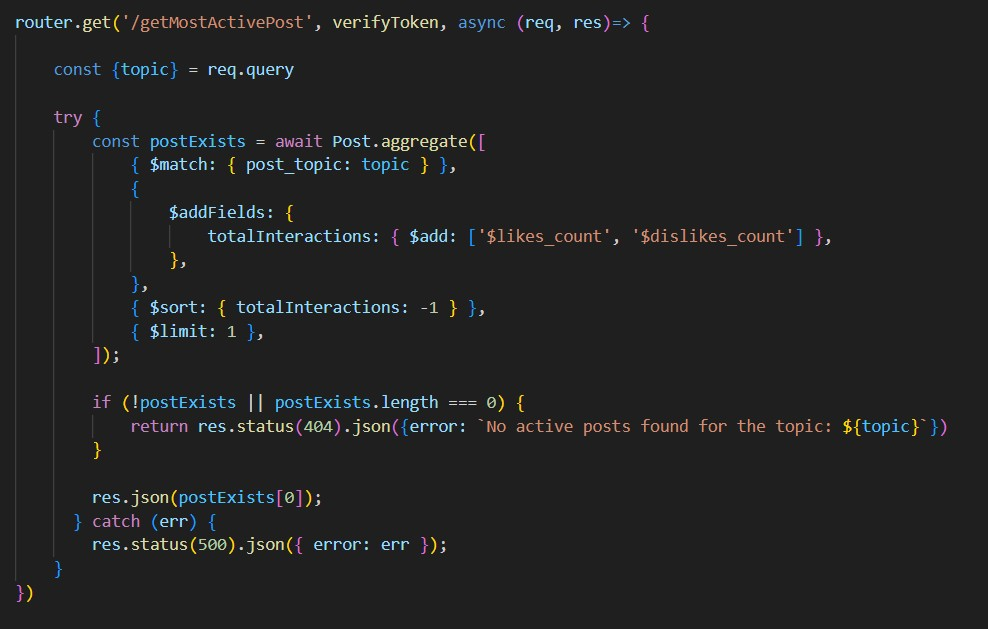 router.get('/getMostActivePost', verifyToken, async (req, res)=> {
const {topic} = req.query
try {
const postExists = await Post.aggregate([
{ $match: { post_topic: topic } },
{
$addFields: {
totalInteractions: { $add: ['$likes_count', '$dislikes_count'] },
},
},
{ $sort: { totalInteractions: -1 } },
{ $limit: 1 },
]);
if (!postExists || postExists.length === 0) {
return res.status(404).json({error: `No active posts found for the topic: ${topic}`})
}
res.json(postExists[0]);
} catch (err) {
res.status(500).json({ error: err });
}
})